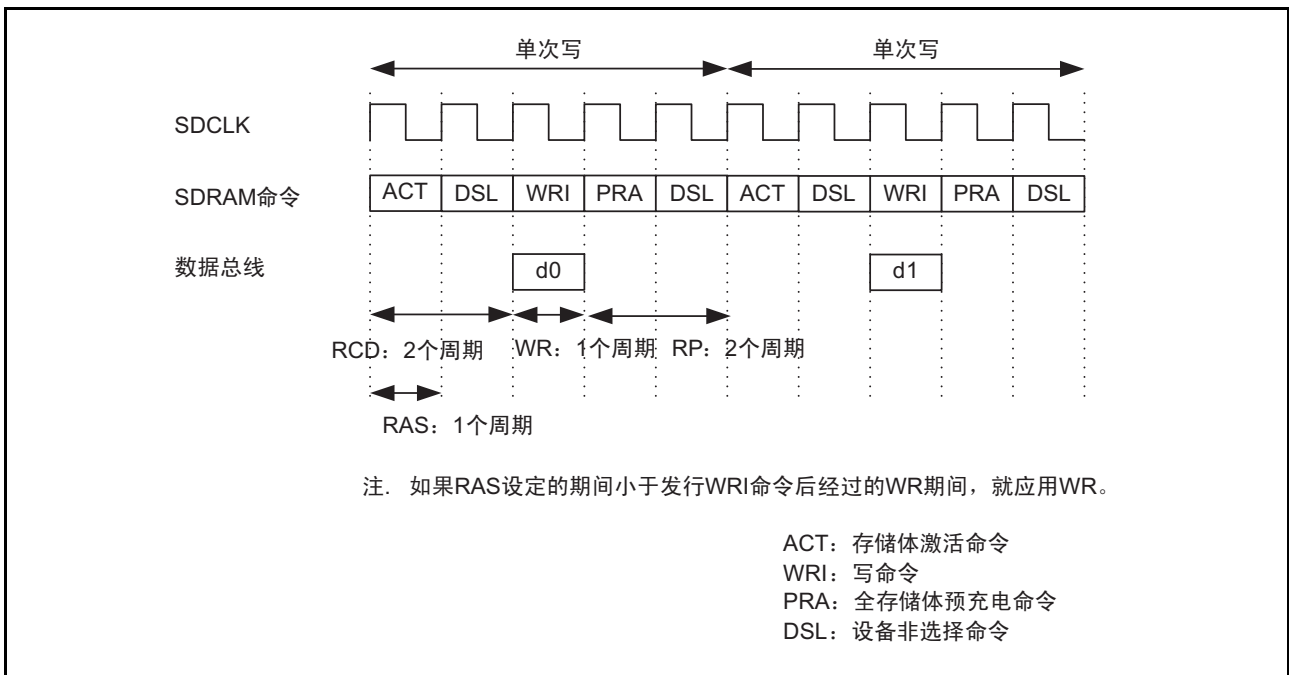 单次写 单次写
SDCLK
SDRAM命令 ACT DSL WRI PRA DSL ACT DSL WRI PRA DSL
数据总线 d0 d1
RCD：2个周期 WR：1个周期 RP：2个周期
RAS：1个周期
注. 如果RAS设定的期间小于发行WRI命令后经过的WR期间，就应用WR。
ACT：存储体激活命令
WRI：写命令
PRA：全存储体预充电命令
DSL：设备非选择命令